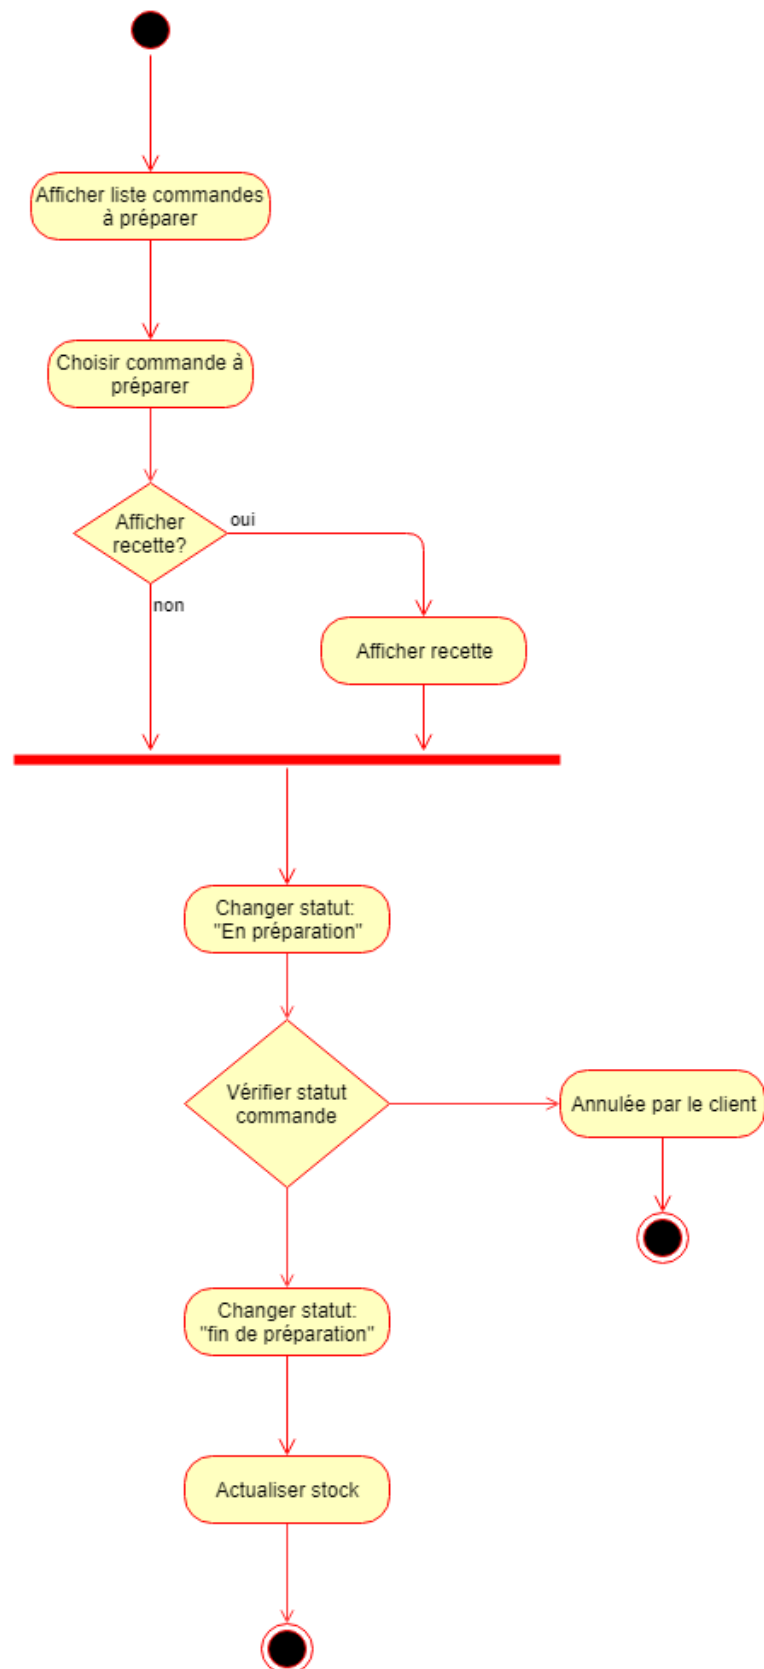 Afficher liste commandes
à préparer
Choisir commande à
préparer
Afficher
recette?
oui
non
Afficher recette
Changer statut:
"En préparation"
Vérifier statut
commande
Annulée par le client
Changer statut:
"fin de préparation"
Actualiser stock